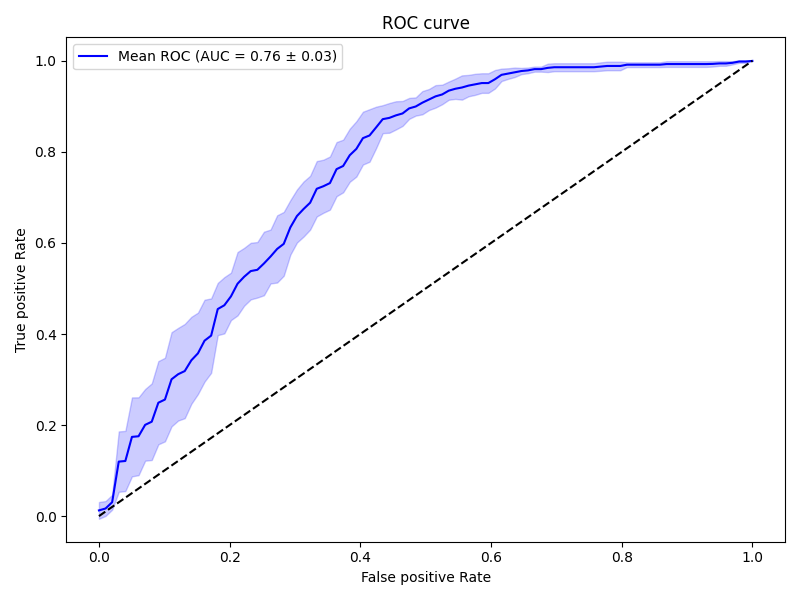 ROC curve
Mean ROC (AUC = 0.76 ± 0.03)
1.0
0.8
0.6
0.4
0.2
0.0
True positive Rate
0.0 0.2 0.4 0.6 0.8 1.0
False positive Rate